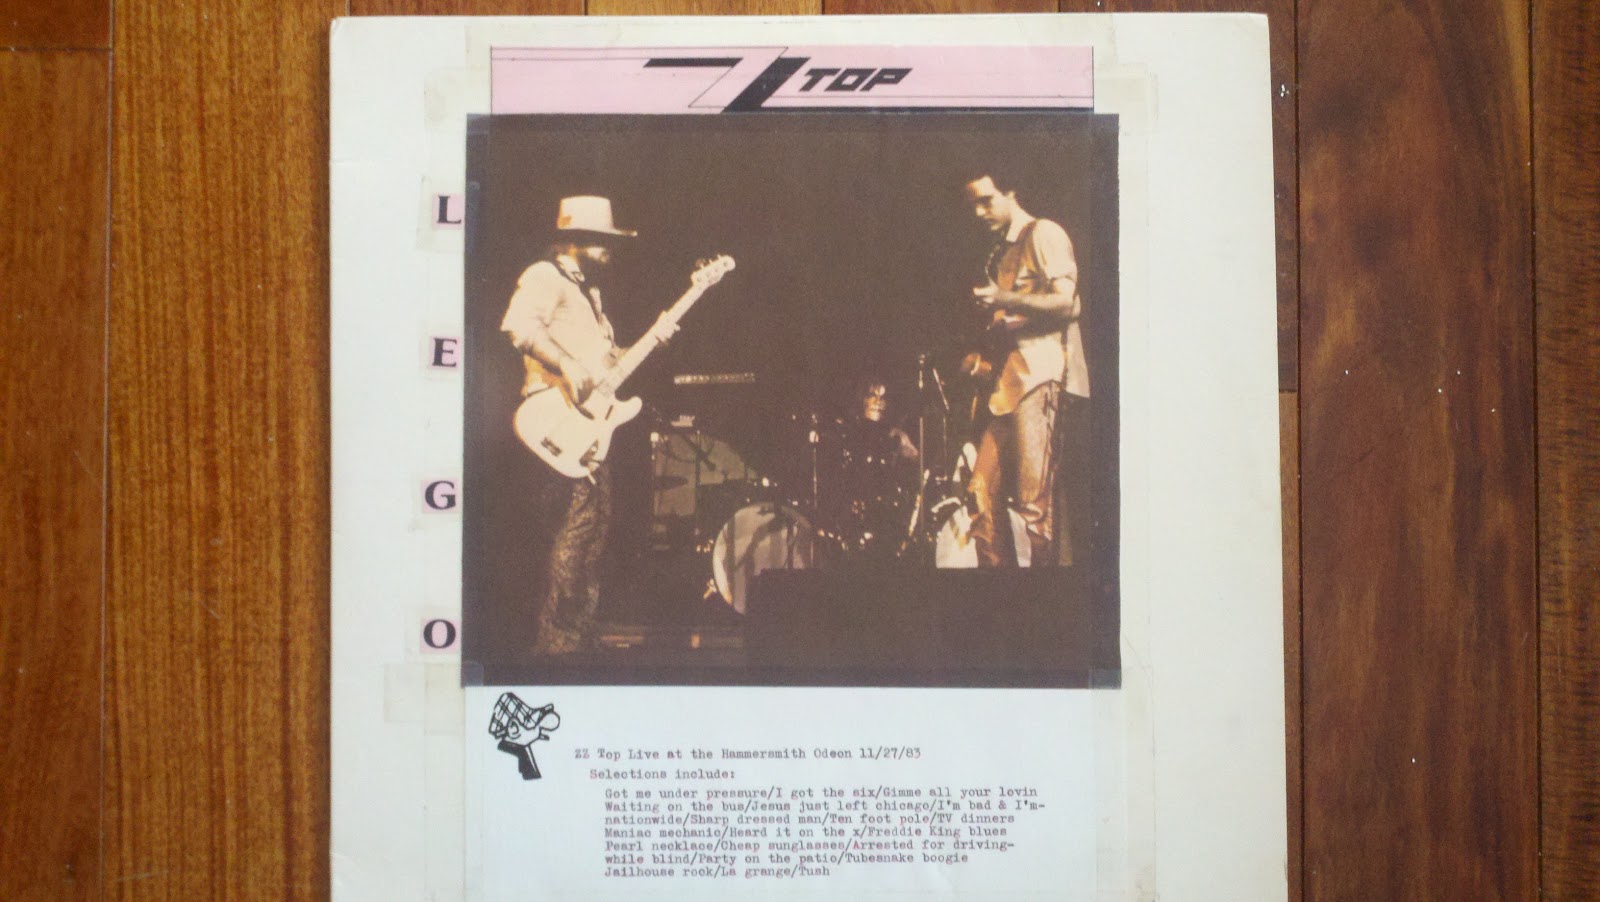 ZZ TOP
L
E
G
O
ZZ Top Live at the Hammersmith Odeon 11/27/83
Selections include:
Got me under pressure/I got the six/Gimme all your lovin
Waiting on the bus/Jesus just left chicago/I'm bad & I'm-
nationwide/Sharp dressed man/Ten foot pole/TV dinners
Maniac mechanic/Heard it on the x/Freddie King blues
Pearl necklace/Cheap sunglasses/Arrested for driving-
while blind/Party on the patio/Tubesnake boogie
Jailhouse rock/La grange/Tush